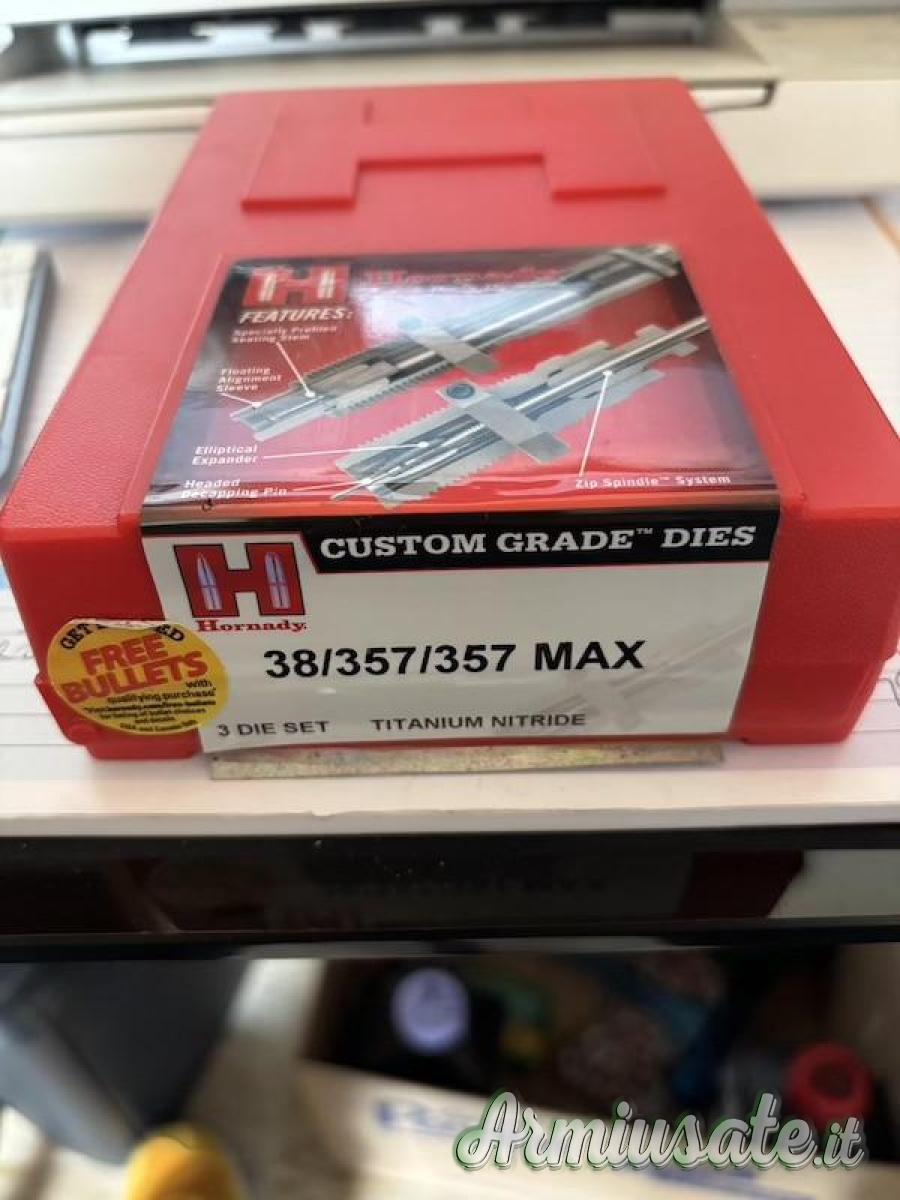 Hornady
FEATURES:
Specially Profiled
Seating Stem
Floating
Alignment
Sleeve
Elliptical
Expander
Headed
Decapping Pin
Zip Spindle™ System
CUSTOM GRADE™ DIES
H
Hornady
38/357/357 MAX
3 DIE SET TITANIUM NITRIDE
GET
FREE
BULLETS
with
qualifying purchase*
Armiusate.it